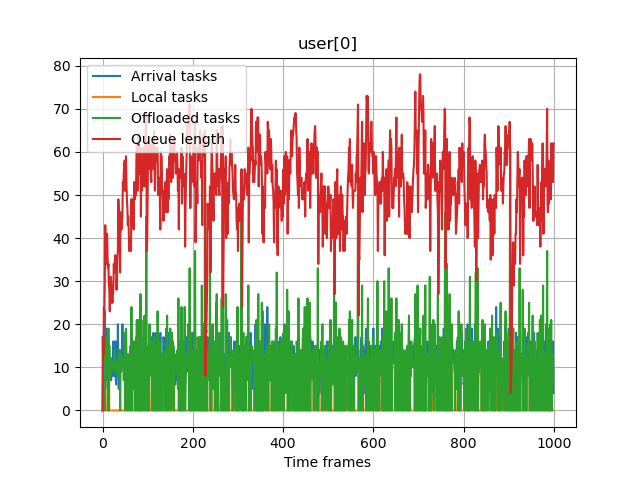 user[0]
Arrival tasks
Local tasks
Offloaded tasks
Queue length
80
70
60
50
40
30
20
10
0
0 200 400 600 800 1000
Time frames